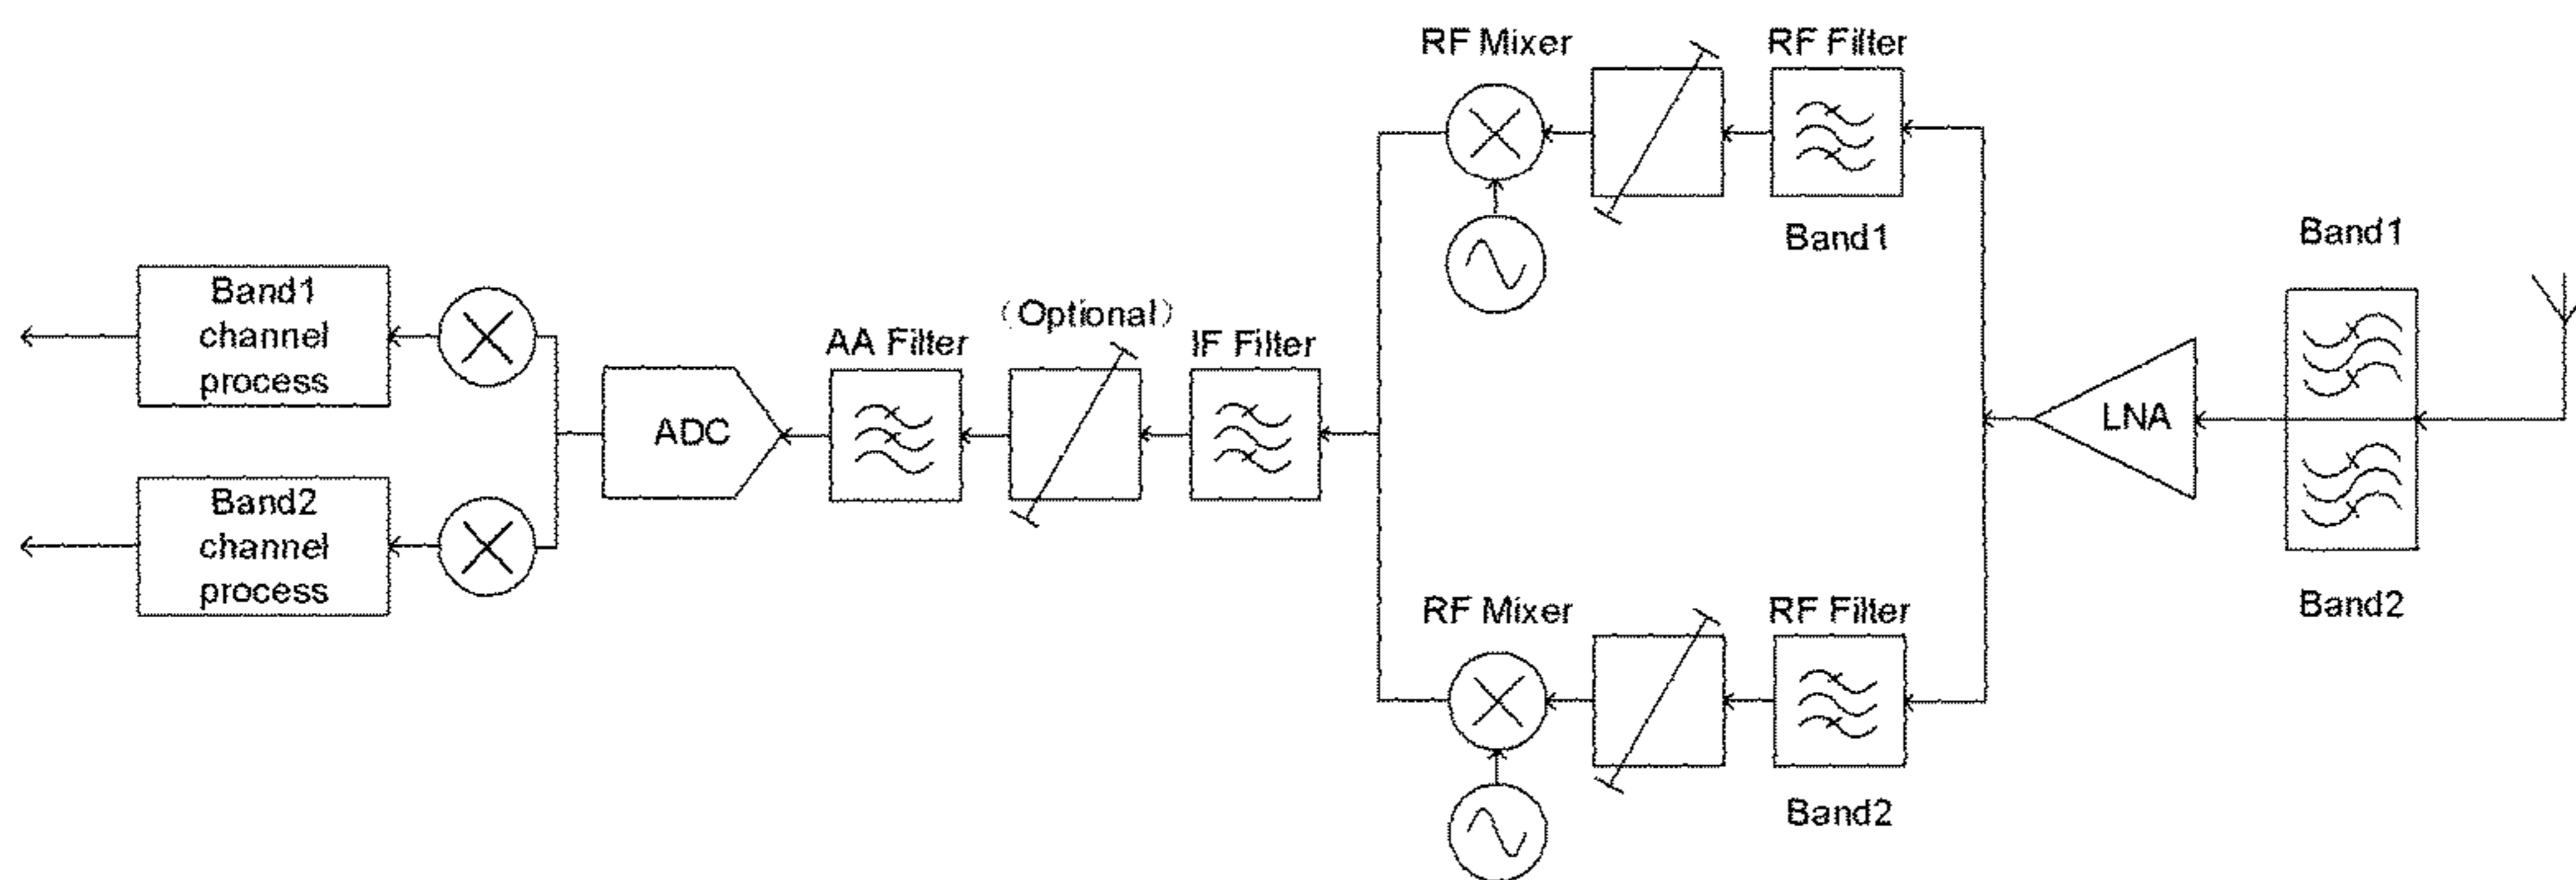 RF Mixer
RF Filter
Band1
Band1
Band1
channel
process
(Optional)
AA Filter
IF Filter
ADC
LNA
Band2
channel
process
RF Mixer
RF Filter
Band2
Band2